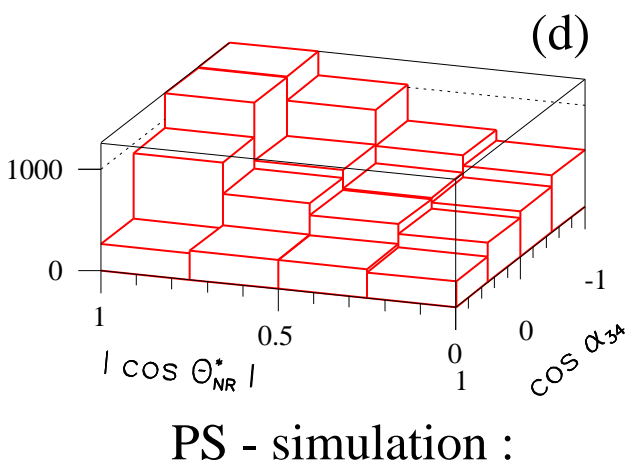 (d)
1000
0
1
0.5
0
1
0
-1
| COS Θ*NR |
COS α34
PS - simulation :